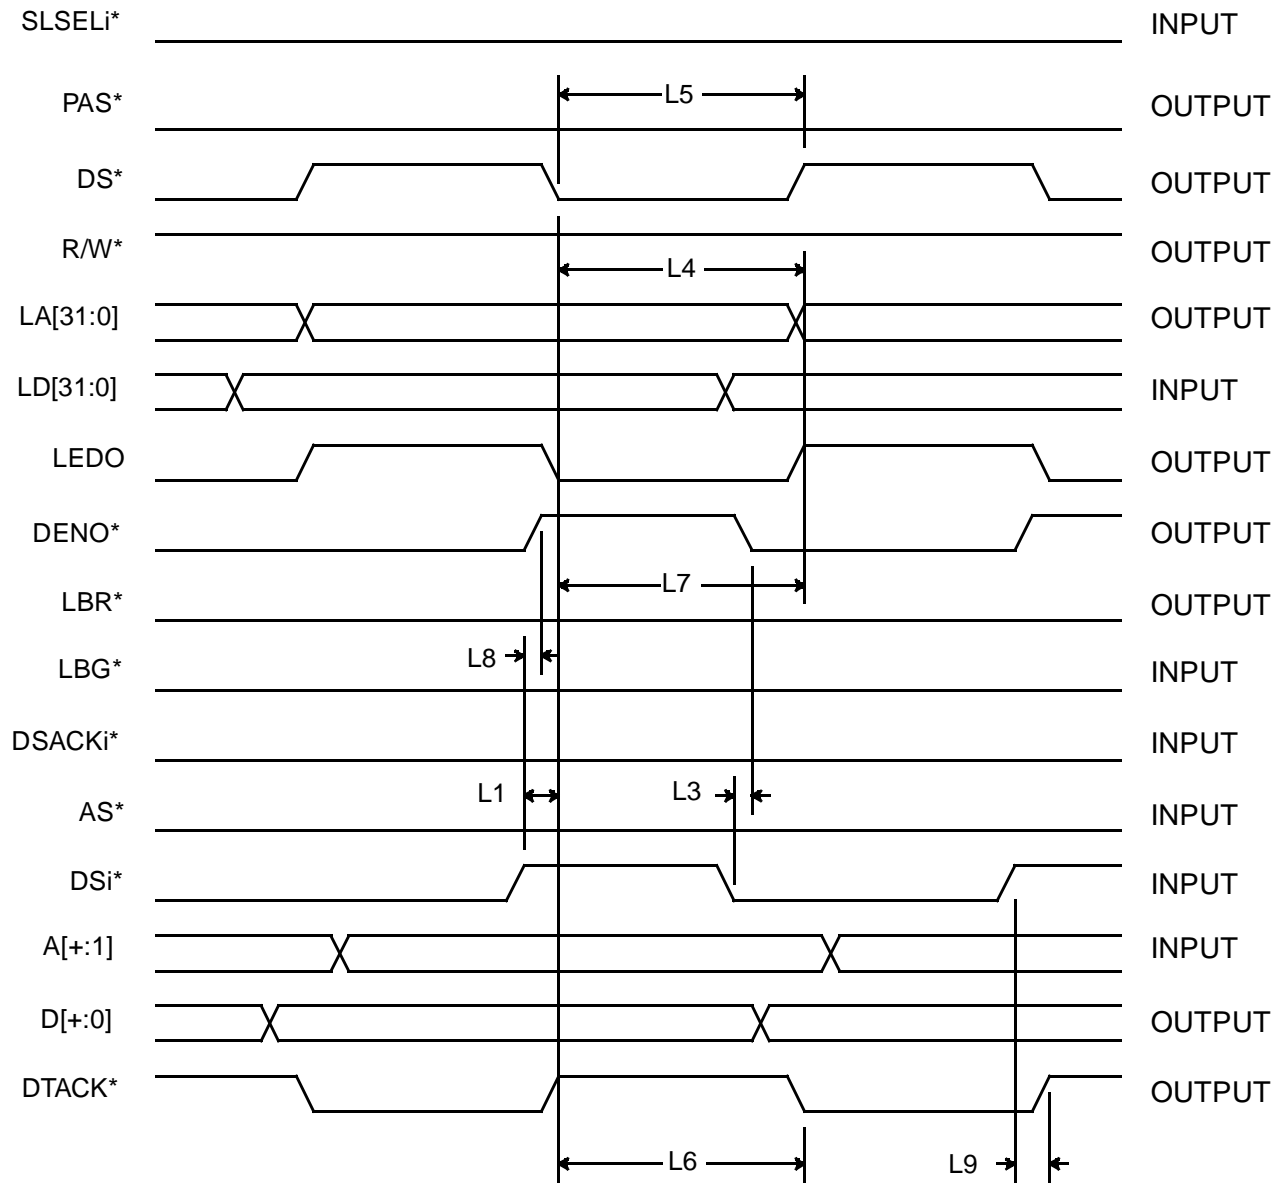 SLSELi* INPUT
L5
PAS* OUTPUT
DS* OUTPUT
R/W* OUTPUT
L4
LA[31:0] OUTPUT
LD[31:0] INPUT
LEDO OUTPUT
DENO* OUTPUT
L7
LBR* OUTPUT
L8
LBG* INPUT
DSACKi* INPUT
L1 L3
AS* INPUT
DSi* INPUT
A[+:1] INPUT
D[+:0] OUTPUT
DTACK* OUTPUT
L6 L9